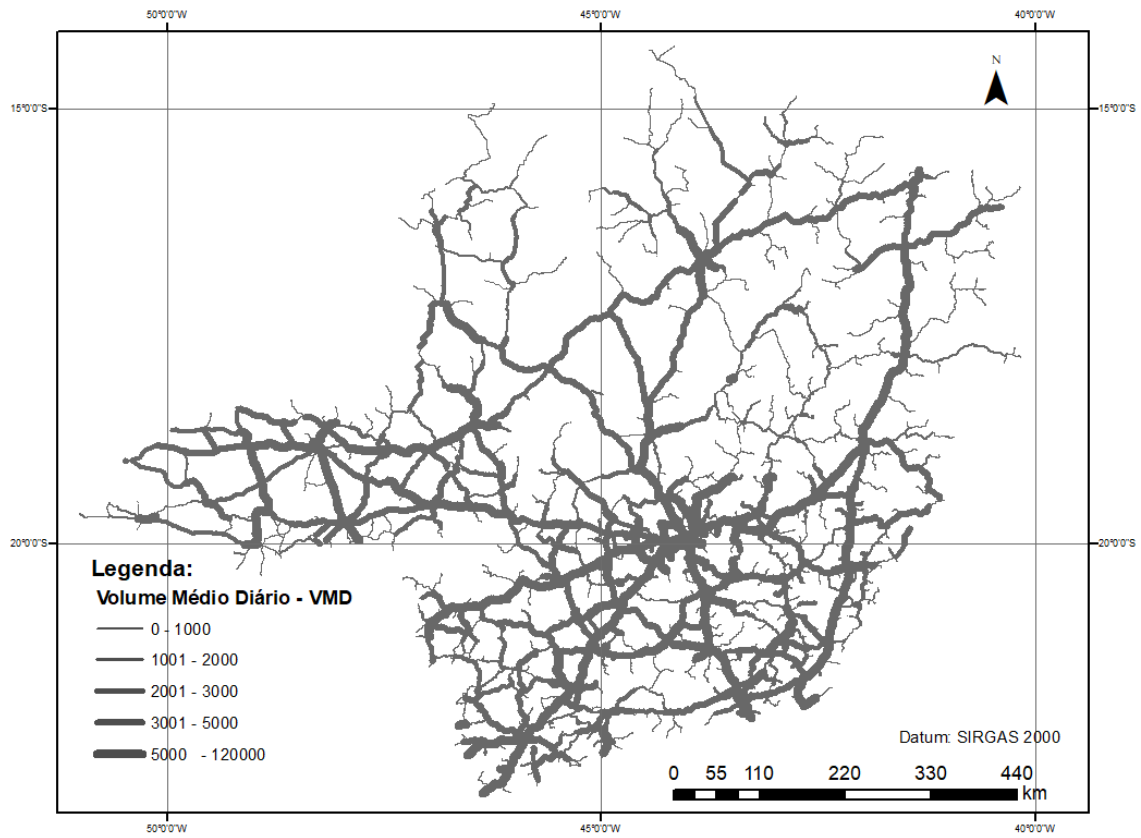 50°0'0"W 45°0'0"W 40°0'0"W
N
15°0'0"S 15°0'0"S
20°0'0"S 20°0'0"S
Legenda:
Volume Médio Diário - VMD
0 - 1000
1001 - 2000
2001 - 3000
3001 - 5000
5000 - 120000
Datum: SIRGAS 2000
0 55 110 220 330 440
km
50°0'0"W 45°0'0"W 40°0'0"W